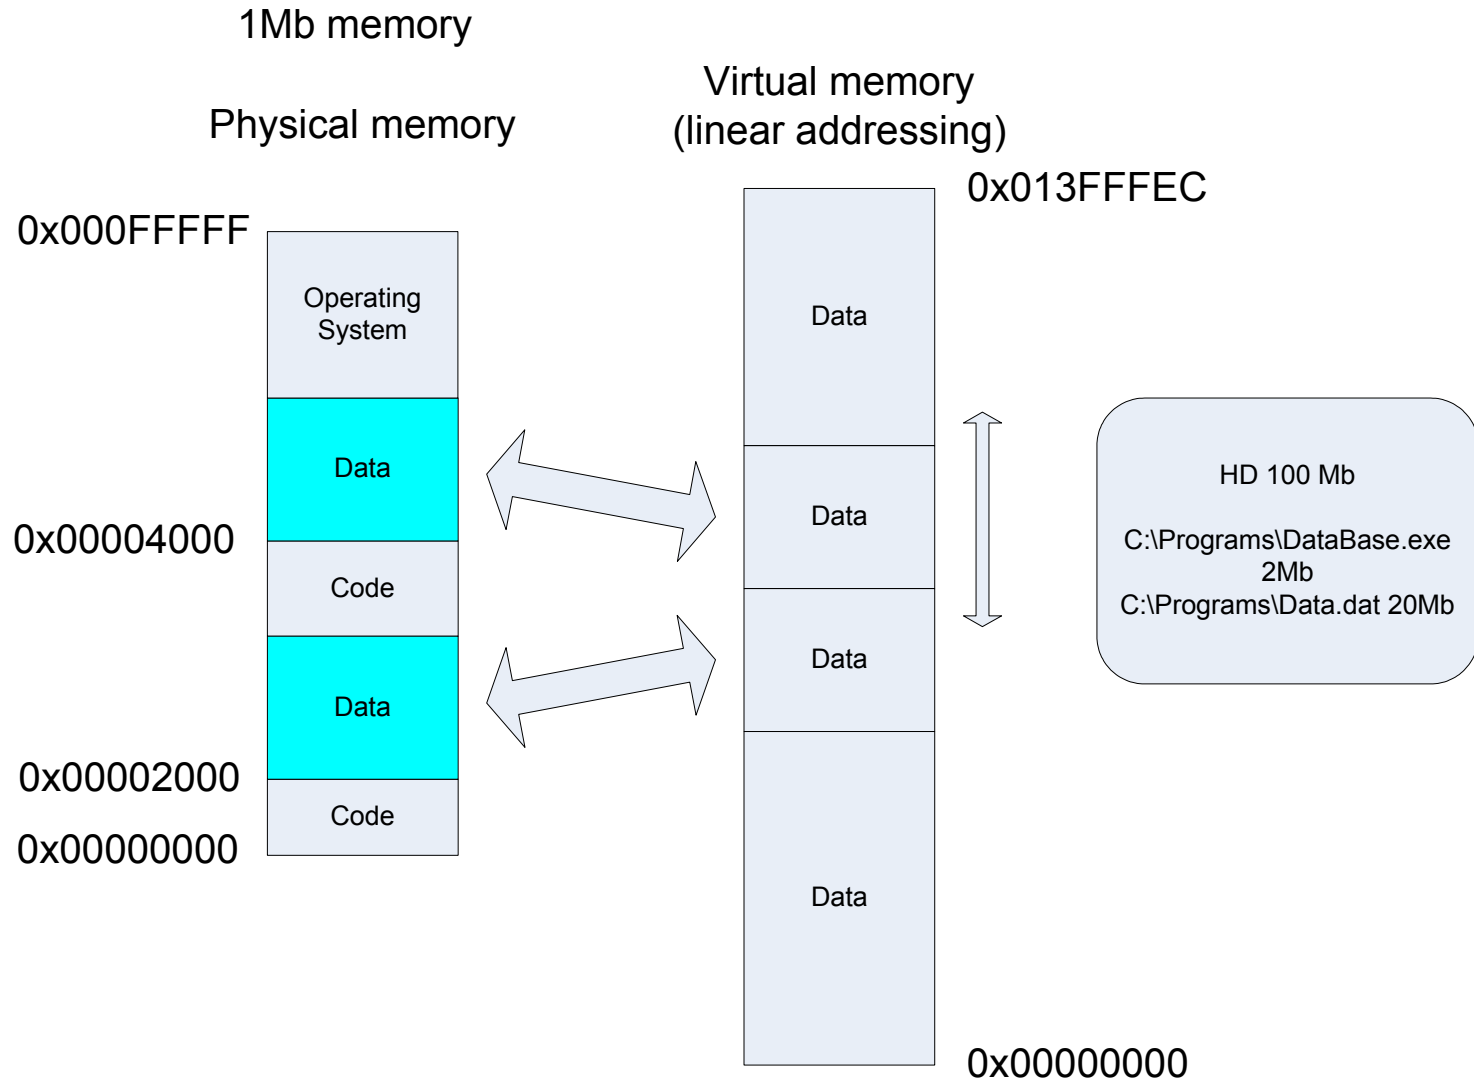 1Mb memory
Physical memory
Virtual memory
(linear addressing)
0x000FFFFF
Operating
System
Data
0x00004000
Code
Data
0x00002000
Code
0x00000000
0x013FFFEC
Data
Data
Data
Data
0x00000000
HD 100 Mb
C:\Programs\DataBase.exe
2Mb
C:\Programs\Data.dat 20Mb